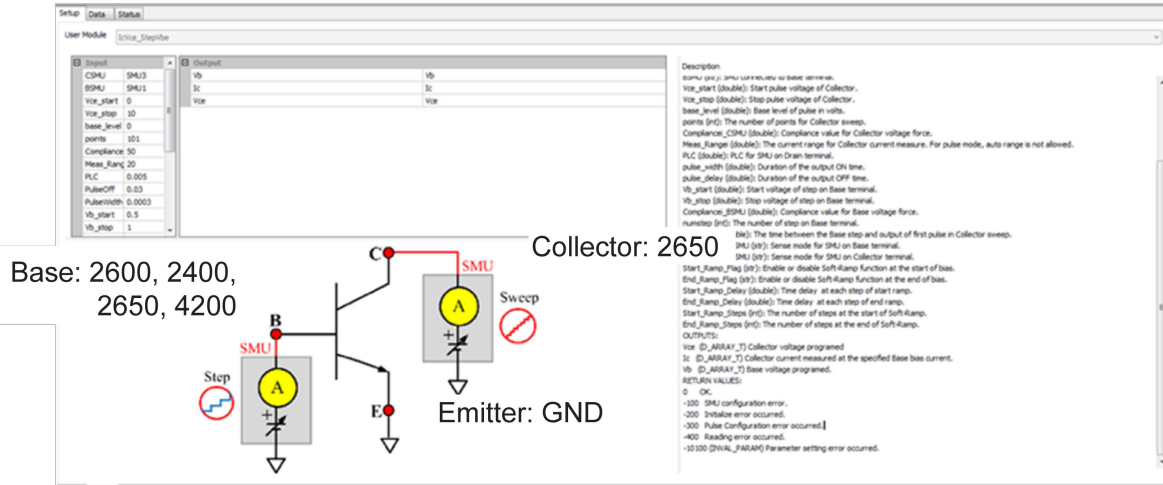 Setup Data Status
User Module IcVce_StepVbe
Input
CSMU SMU3
BSMU SMU1
Vce_start 0
Vce_stop 10
base_level 0
points 101
Compliance 50
Meas_Rang 20
PLC 0.005
PulseOff 0.03
PulseWidth 0.0003
Vb_start 0.5
Vb_stop 1
Output
Vb Vb
Ic Ic
Vce Vce
Base: 2600, 2400,
2650, 4200
Collector: 2650
C
SMU
A
Sweep
B
SMU
Step
A
E
Emitter: GND
Description
BSMU (str): SMU connected to Base terminal.
Vce_start (double): Start pulse voltage of Collector.
Vce_stop (double): Stop pulse voltage of Collector.
base_level (double): Base level of pulse in volts.
points (int): The number of points for Collector sweep.
Compliancei_CSMU (double): Compliance value for Collector voltage force.
Meas_Rangei (double): The current range for Collector current measure. For pulse mode, auto range is not allowed.
PLC (double): PLC for SMU on Drain terminal.
pulse_width (double): Duration of the output ON time.
pulse_delay (double): Duration of the output OFF time.
Vb_start (double): Start voltage of step on Base terminal.
Vb_stop (double): Stop voltage of step on Base terminal.
Compliancei_BSMU (double): Compliance value for Base voltage force.
numstep (int): The number of step on Base terminal.
ble): The time between the Base step and output of first pulse in Collector sweep.
SMU (str): Sense mode for SMU on Base terminal.
SMU (str): Sense mode for SMU on Collector terminal.
Start_Ramp_Flag (str): Enable or disable Soft-Ramp function at the start of bias.
End_Ramp_Flag (str): Enable or disable Soft-Ramp function at the end of bias.
Start_Ramp_Delay (double): Time delay at each step of start ramp.
End_Ramp_Delay (double): Time delay at each step of end ramp.
Start_Ramp_Steps (int): The number of steps at the start of Soft-Ramp.
End_Ramp_Steps (int): The number of steps at the end of Soft-Ramp.
OUTPUTS:
Vce (D_ARRAY_T) Collector voltage programed
Ic (D_ARRAY_T) Collector current measured at the specified Base bias current.
Vb (D_ARRAY_T) Base voltage programed.
RETURN VALUES:
0 OK.
-100 SMU configuration error.
-200 Initialize error occurred.
-300 Pulse Configuration error occurred.
-400 Reading error occurred.
-10100 (INVAL_PARAM) Parameter setting error occurred.